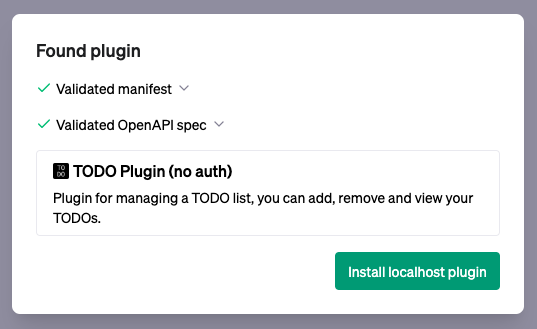 Found plugin
Validated manifest
Validated OpenAPI spec
TO
DO
TODO Plugin (no auth)
Plugin for managing a TODO list, you can add, remove and view your
TODOs.
Install localhost plugin